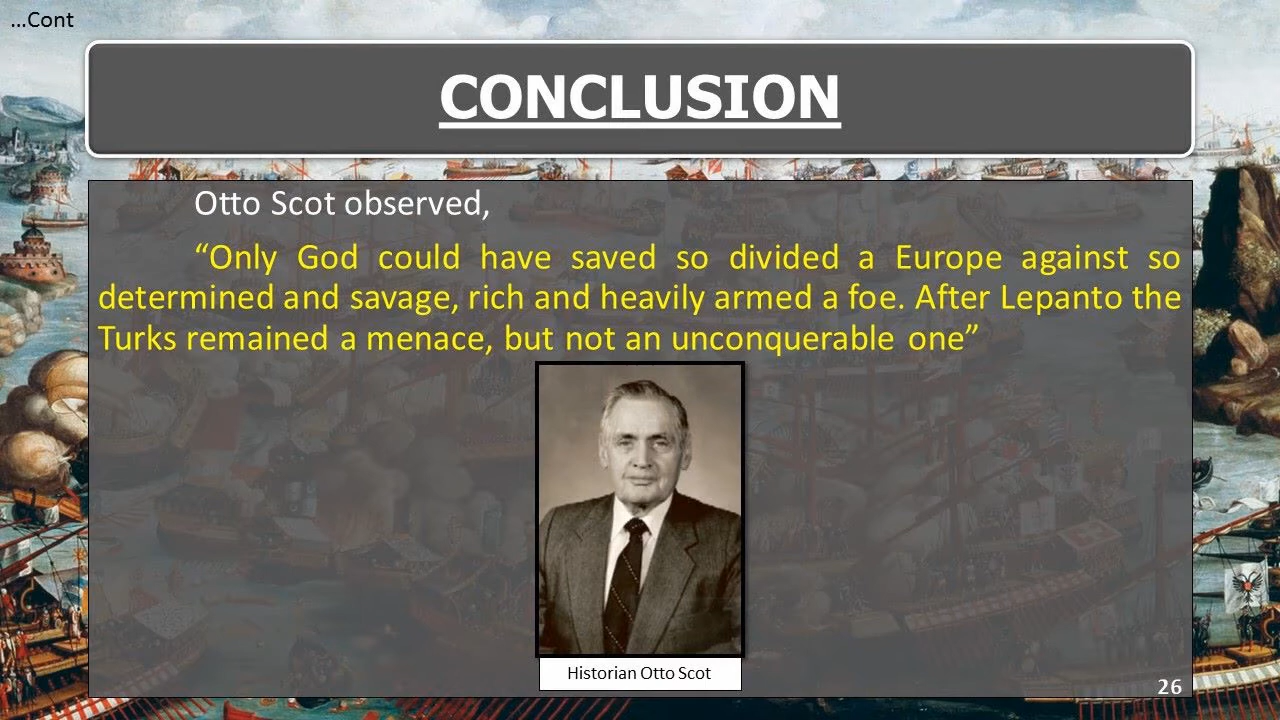 ...Cont
CONCLUSION
Otto Scot observed,
“Only God could have saved so divided a Europe against so
determined and savage, rich and heavily armed a foe. After Lepanto the
Turks remained a menace, but not an unconquerable one”
Historian Otto Scot
26